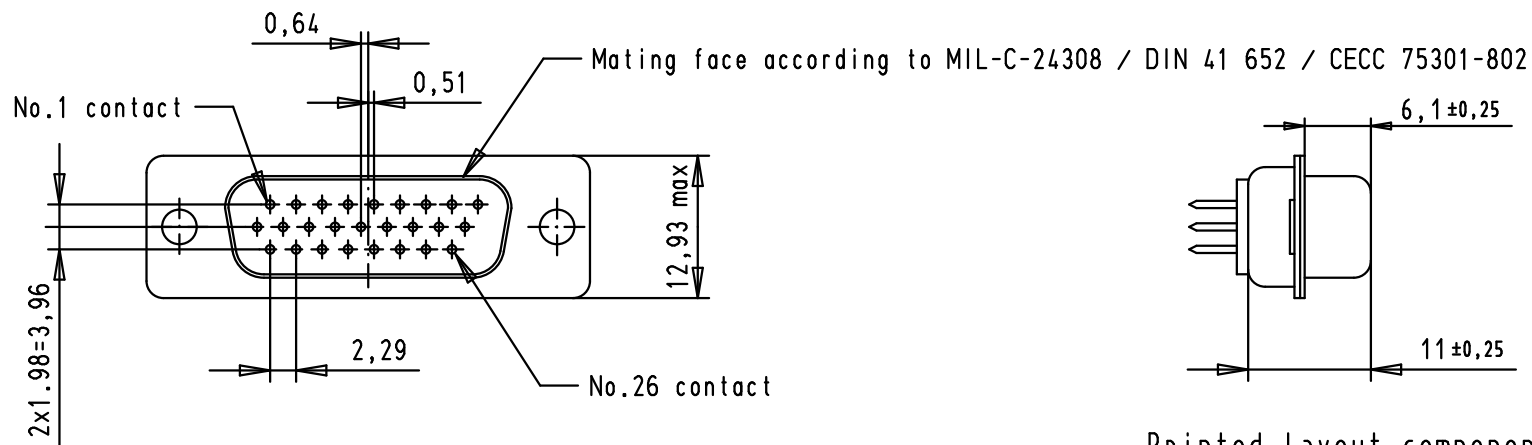 0,64
Mating face according to MIL-C-24308 / DIN 41 652 / CECC 75301-802
0,51
No.1 contact
6,1±0,25
12,93 max
2x1.98=3,96
2,29
11±0,25
No.26 contact